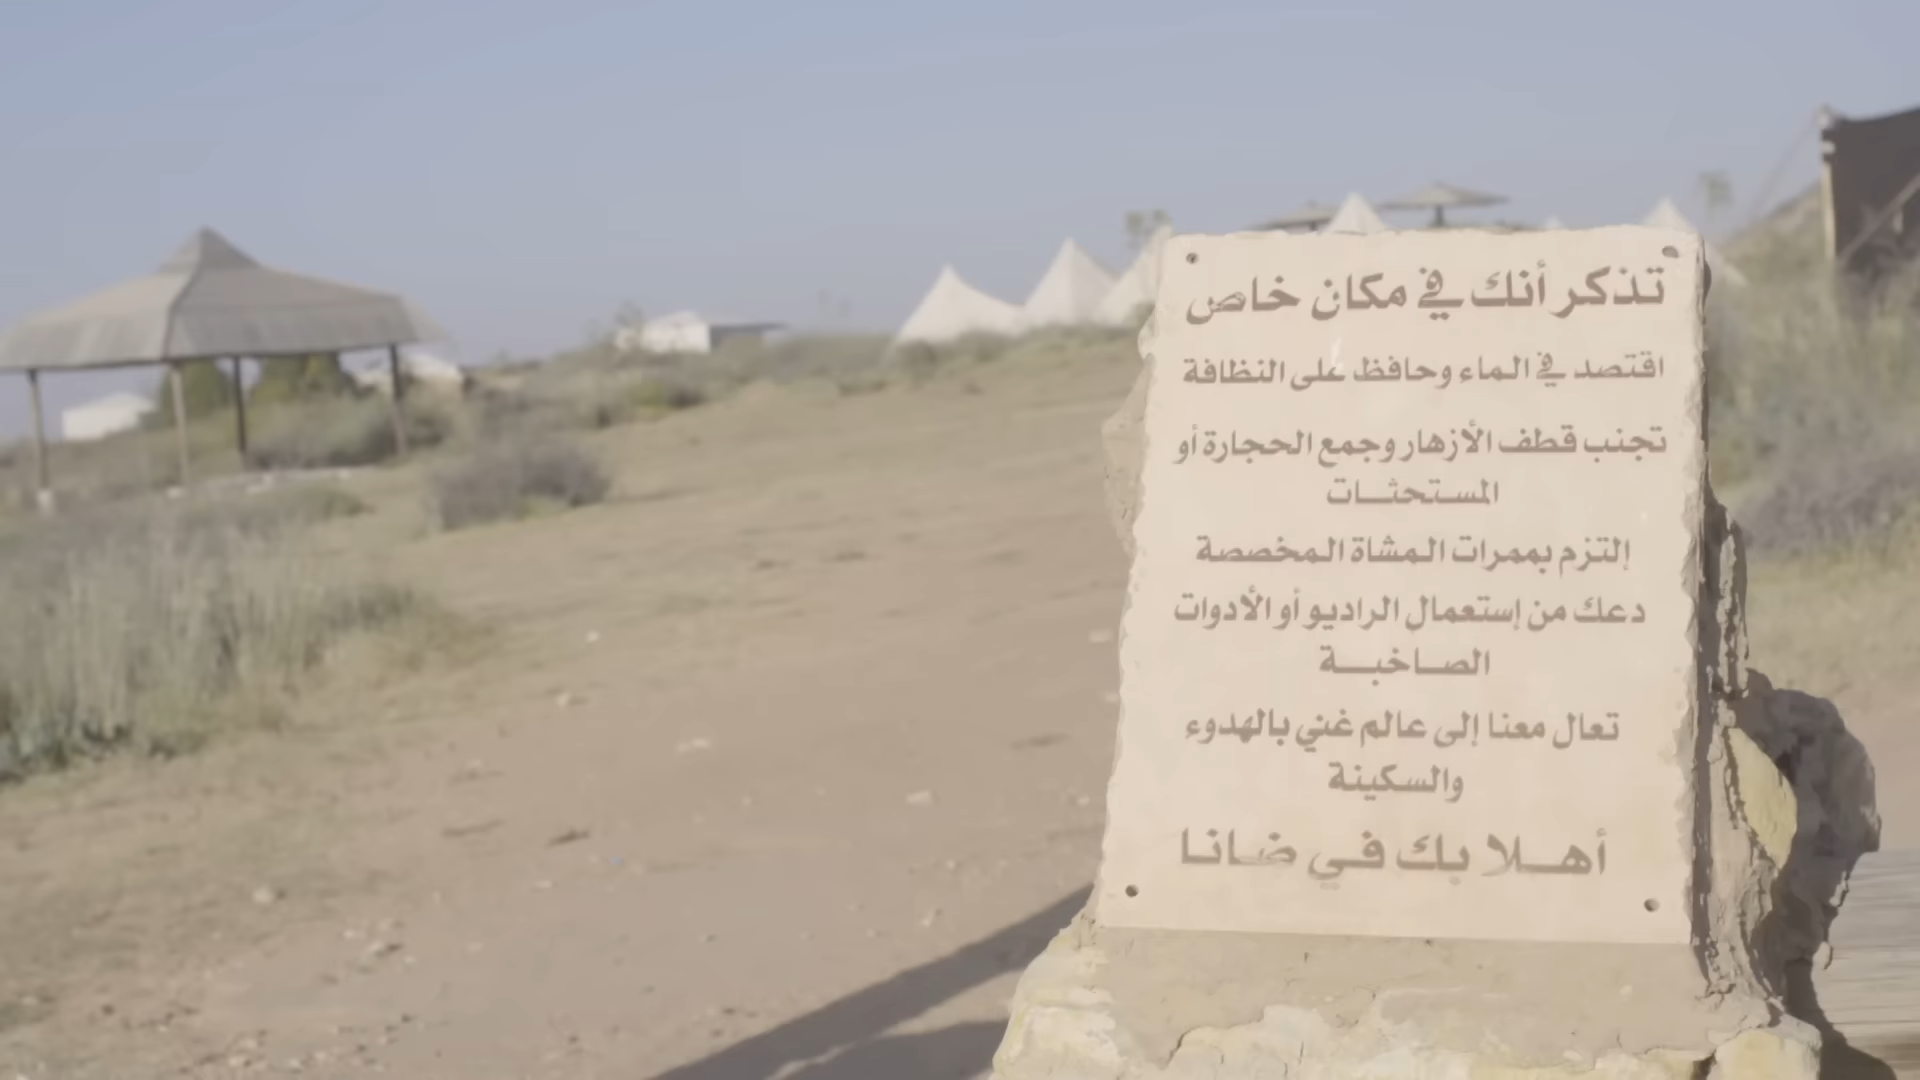 تذكر أنك في مكان خاص
اقتصد في الماء وحافظ على النظافة
تجنب قطف الأزهار وجمع الحجارة أو
المستحثات
إلتزم بممرات المشاة المخصصة
دعك من إستعمال الراديو أو الأدوات
الصاخبة
تعال معنا إلى عالم غني بالهدوء
والسكينة
أهلا بك في ضانا